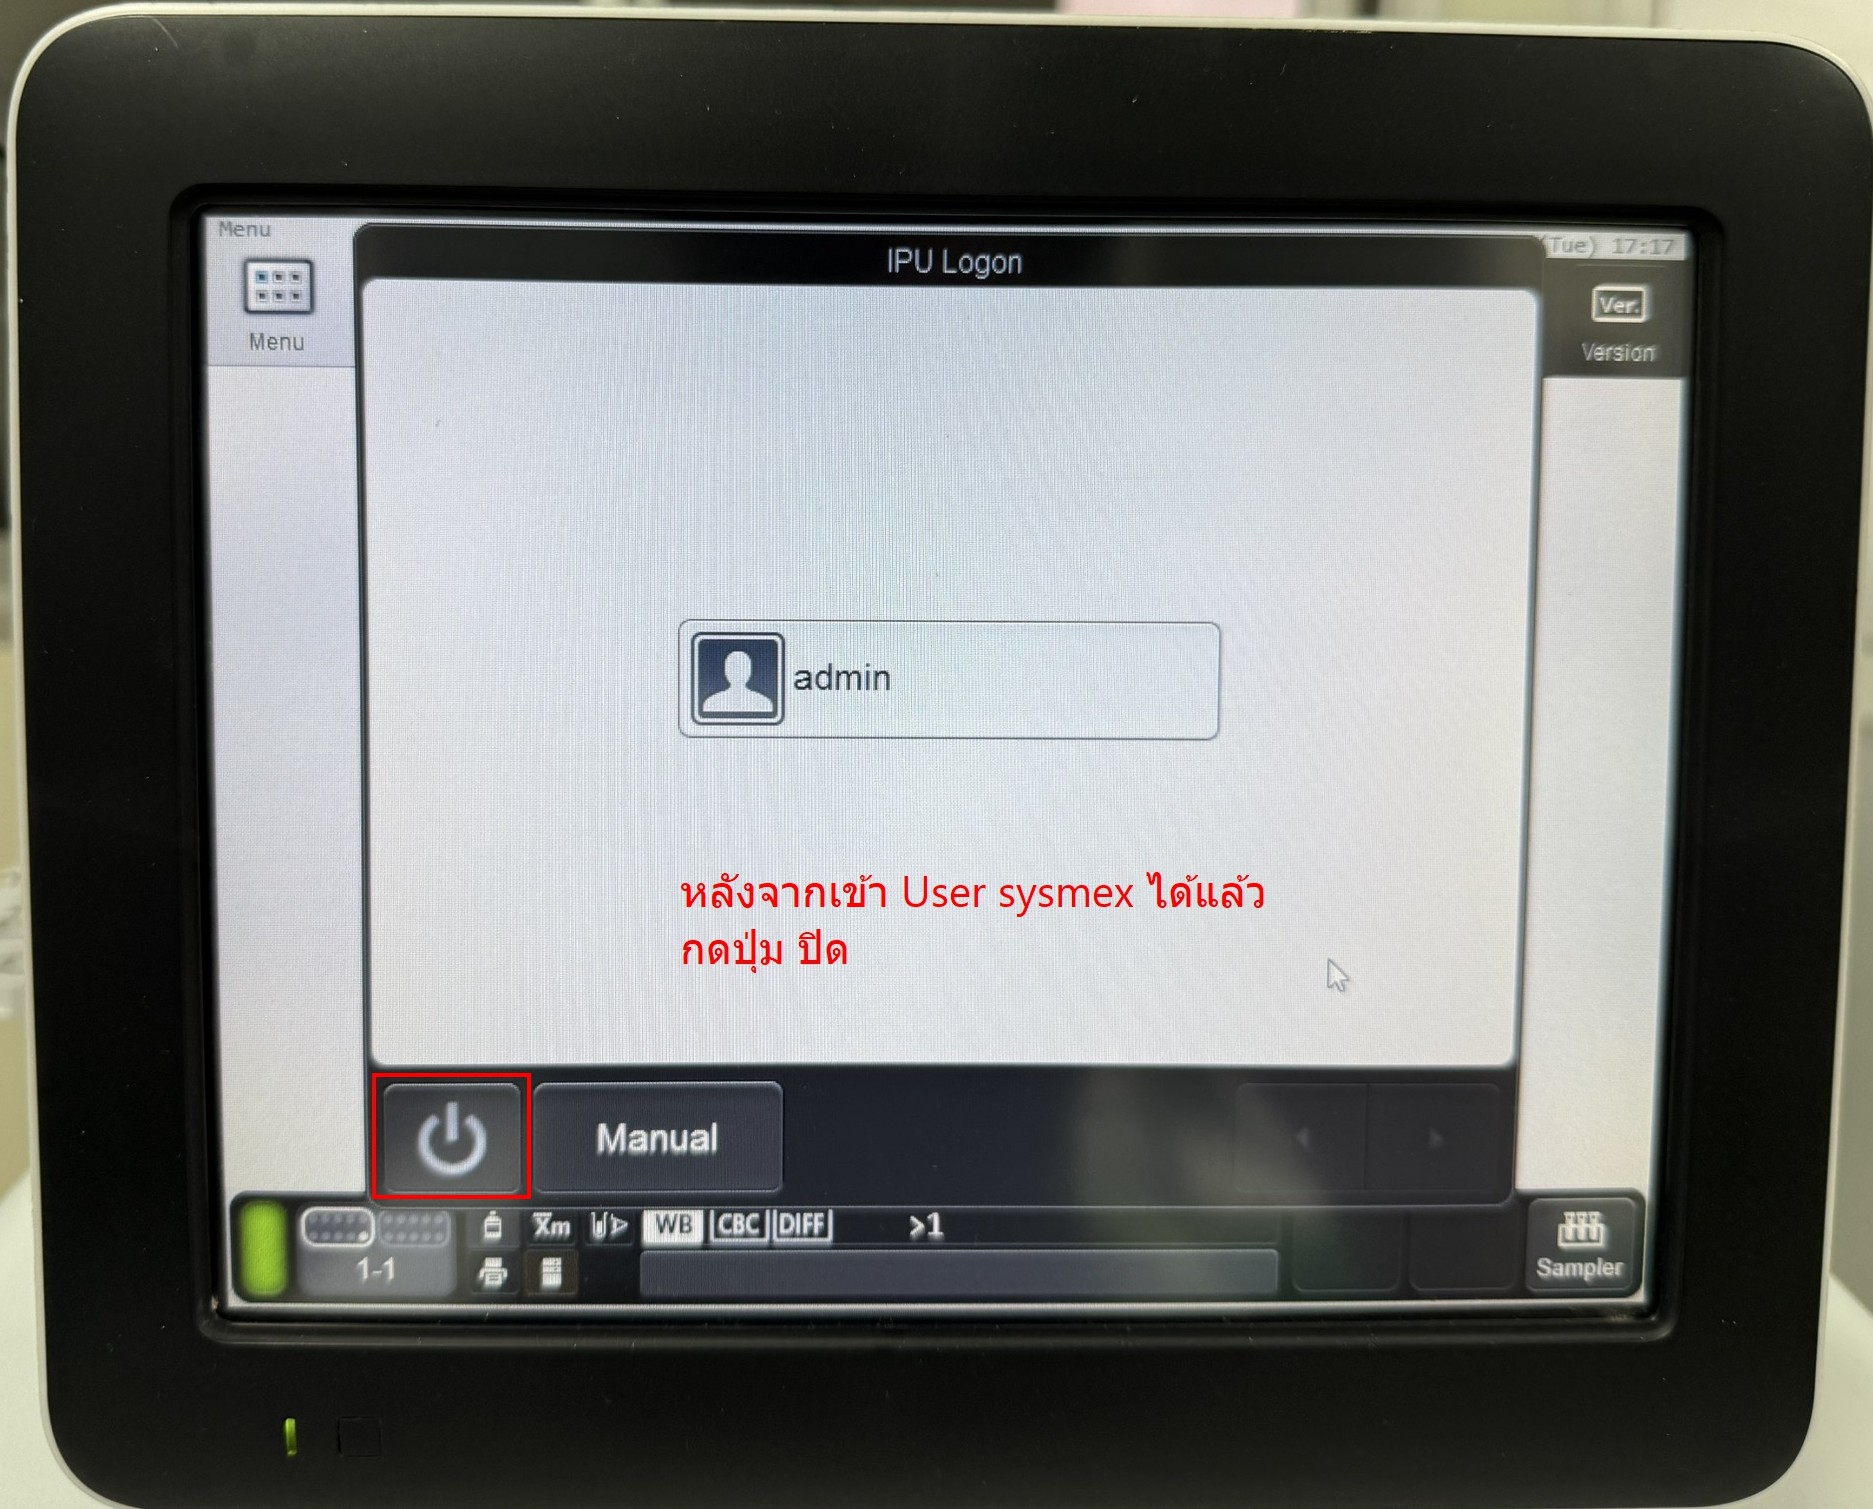 Menu
IPU Logon
(Tue) 17:17
Ver.
Menu
Version
admin
หลังจากเข้า User sysmex ได้แล้ว
กดปุ่ม ปิด
Manual
Xm WB CBC DIFF >1
1-1
Sampler